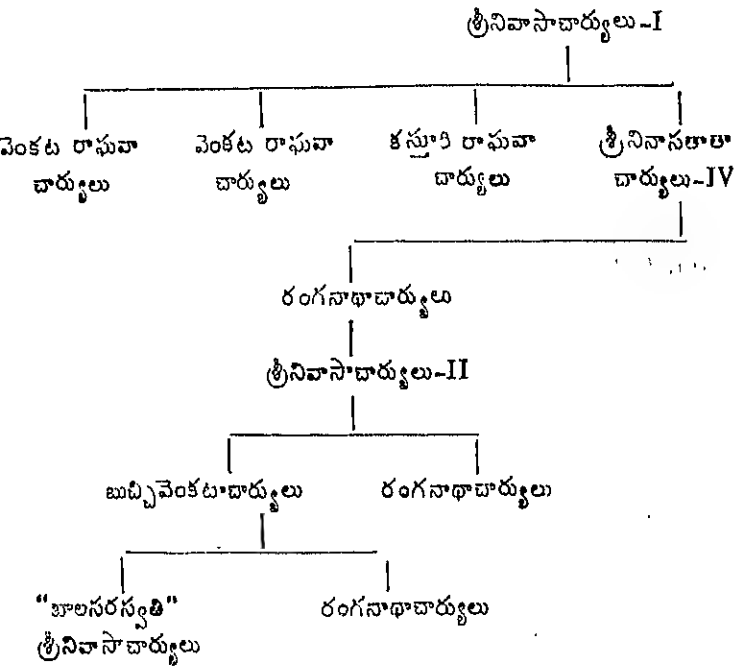 శ్రీనివాసాచార్యులు-I
వెంకట రాఘవా వెంకట రాఘవా కస్తూరి రాఘవా శ్రీనివాసతాతా
చార్యులు చార్యులు చార్యులు చార్యులు-IV
రంగనాథాచార్యులు
శ్రీనివాసాచార్యులు-II
బుచ్చివెంకటాచార్యులు రంగనాథాచార్యులు
"బాలసరస్వతి" రంగనాథాచార్యులు
శ్రీనివాసాచార్యులు